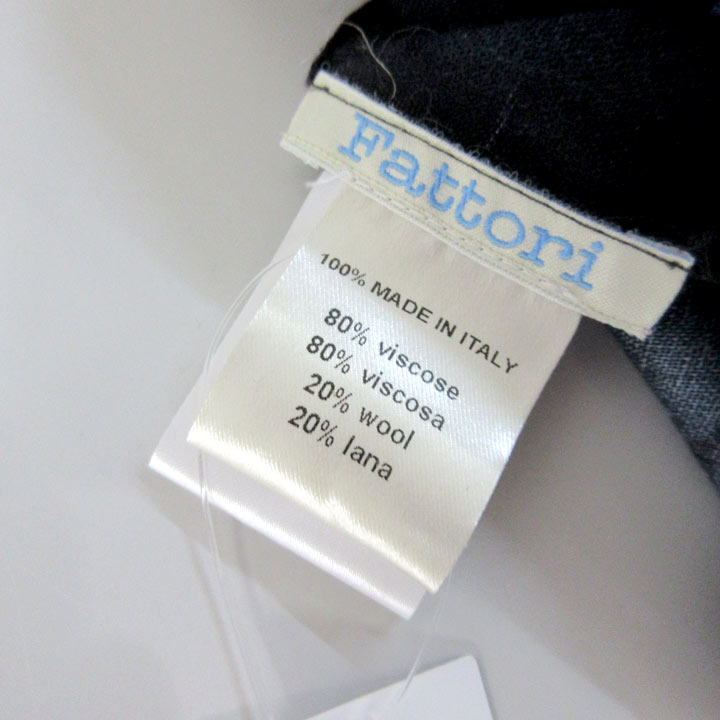 Fattori
100% MADE IN ITALY
80% viscose
80% viscosa
20% wool
20% lana